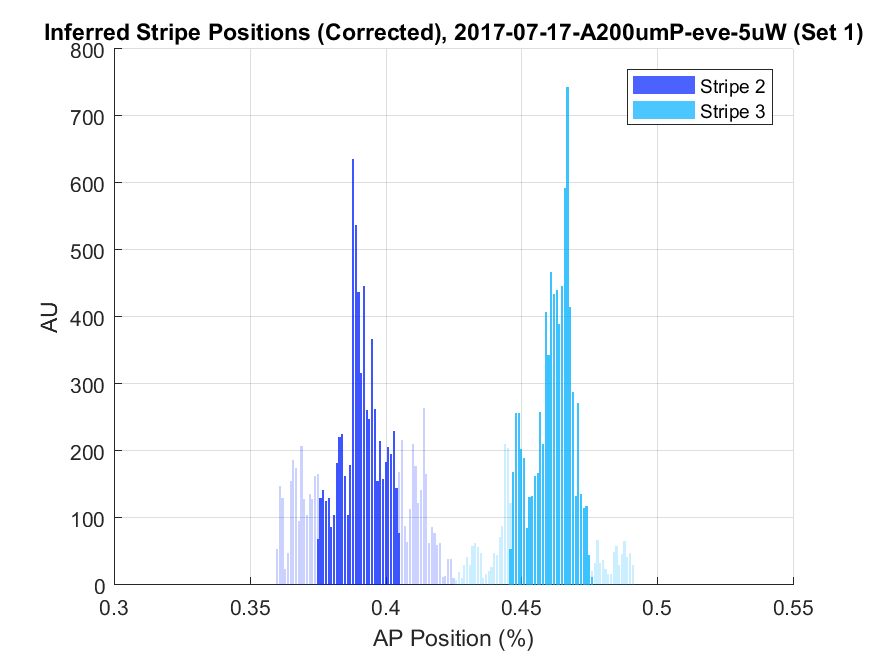 Inferred Stripe Positions (Corrected), 2017-07-17-A200umP-eve-5uW (Set 1)
800
700
600
500
400
300
200
100
0
AU
Stripe 2
Stripe 3
0.3 0.35 0.4 0.45 0.5 0.55
AP Position (%)